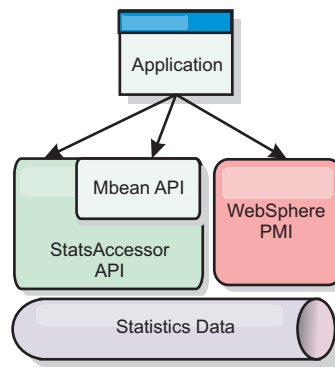 Application
Mbean API
StatsAccessor
API
WebSphere
PMI
Statistics Data